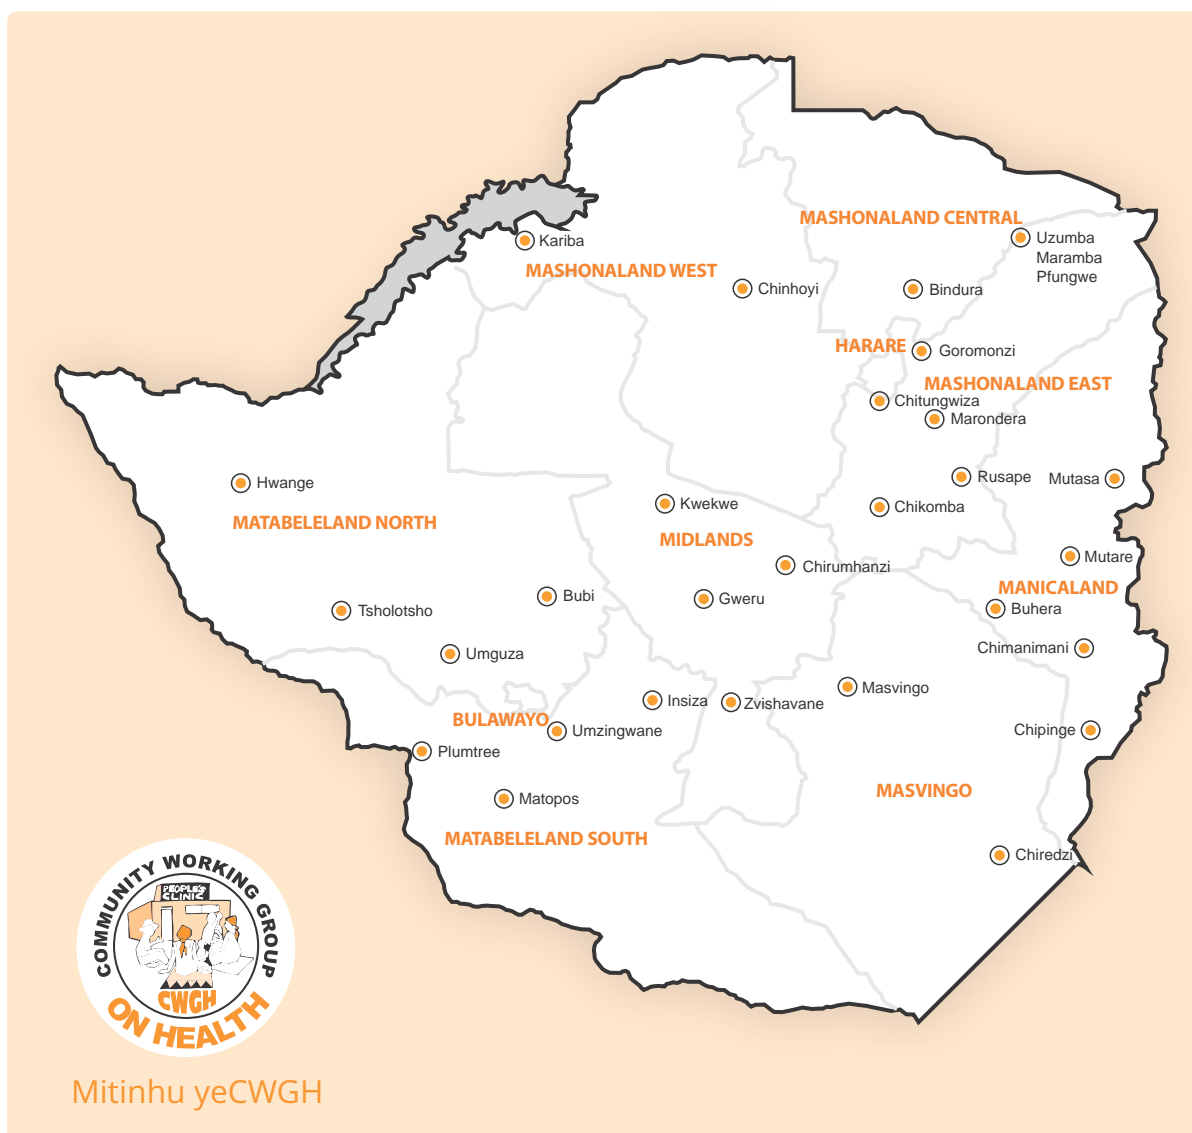 MASHONALAND CENTRAL
Uzumba
Maramba
Pfungwe
Kariba
MASHONALAND WEST
Chinhoyi
Bindura
HARARE
Goromonzi
MASHONALAND EAST
Chitungwiza
Marondera
Hwange
Rusape
Mutasa
Kwekwe
Chikomba
MATABELELAND NORTH
MIDLANDS
Mutare
Chirumhanzi
MANICALAND
Bubi
Gweru
Buhera
Tsholotsho
Chimanimani
Umguza
Masvingo
Insiza
Zvishavane
BULAWAYO
Umzingwane
Chipinge
Plumtree
MASVINGO
Matopos
MATABELELAND SOUTH
Chiredzi
COMMUNITY WORKING GROUP
PEOPLE'S
CLINIC
CWGH
ON HEALTH
Mitinhu yeCWGH